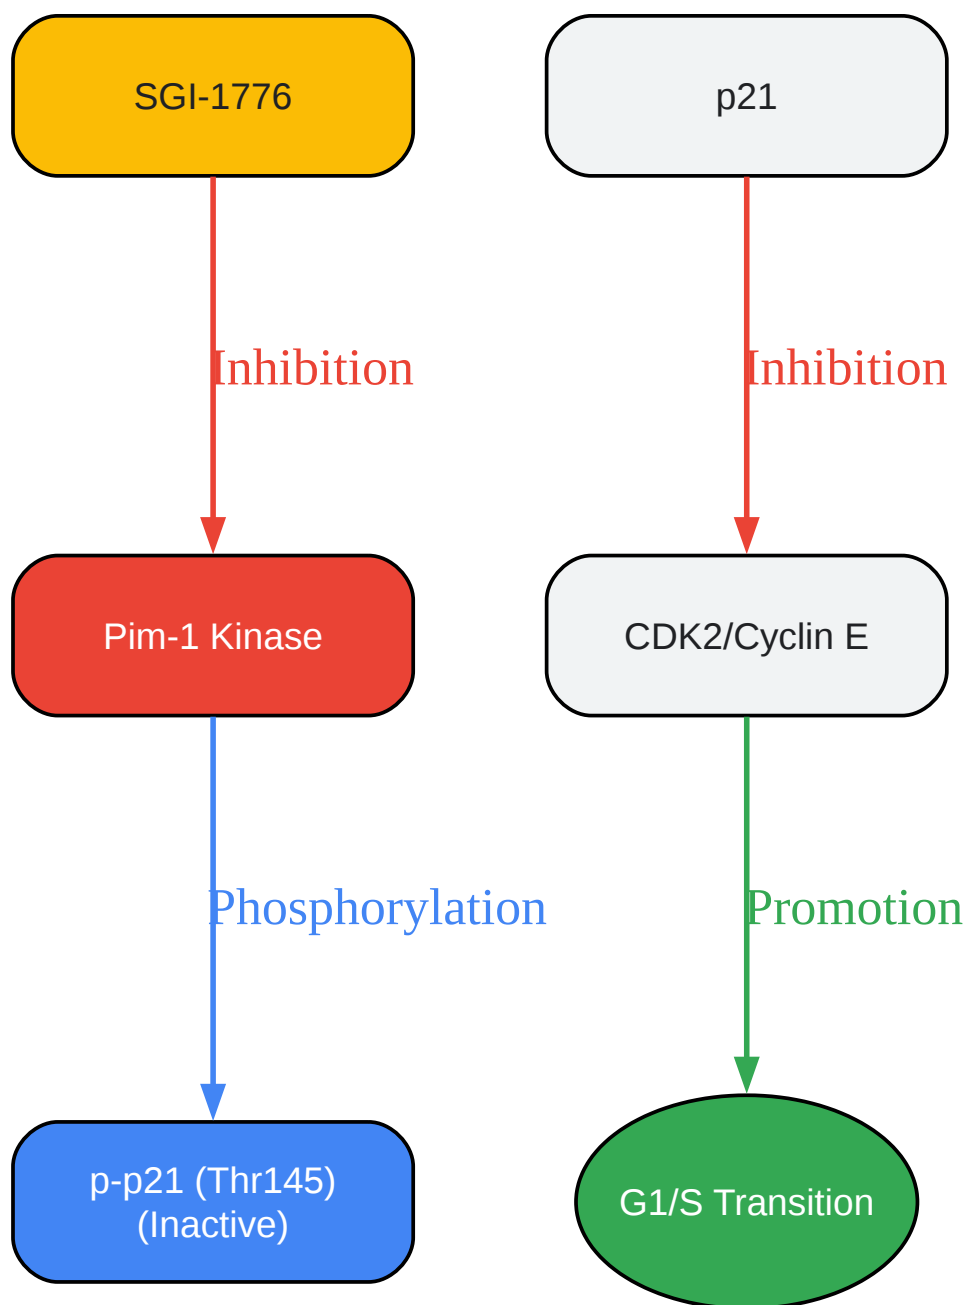 SGI-1776
p21
Inhibition
Inhibition
Pim-1 Kinase
CDK2/Cyclin E
Phosphorylation
Promotion
p-p21 (Thr145)
(Inactive)
G1/S Transition